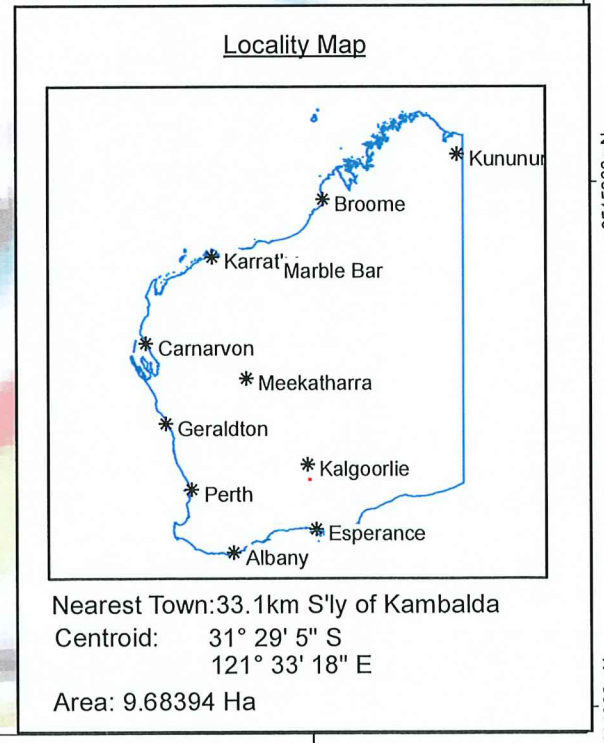 Locality Map
Kununur
Broome
Karrat'
Marble Bar
Carnarvon
Meekatharra
Geraldton
Kalgoorlie
Perth
Esperance
Albany
Nearest Town:33.1km S'ly of Kambalda
Centroid: 31° 29' 5" S
121° 33' 18" E
Area: 9.68394 Ha